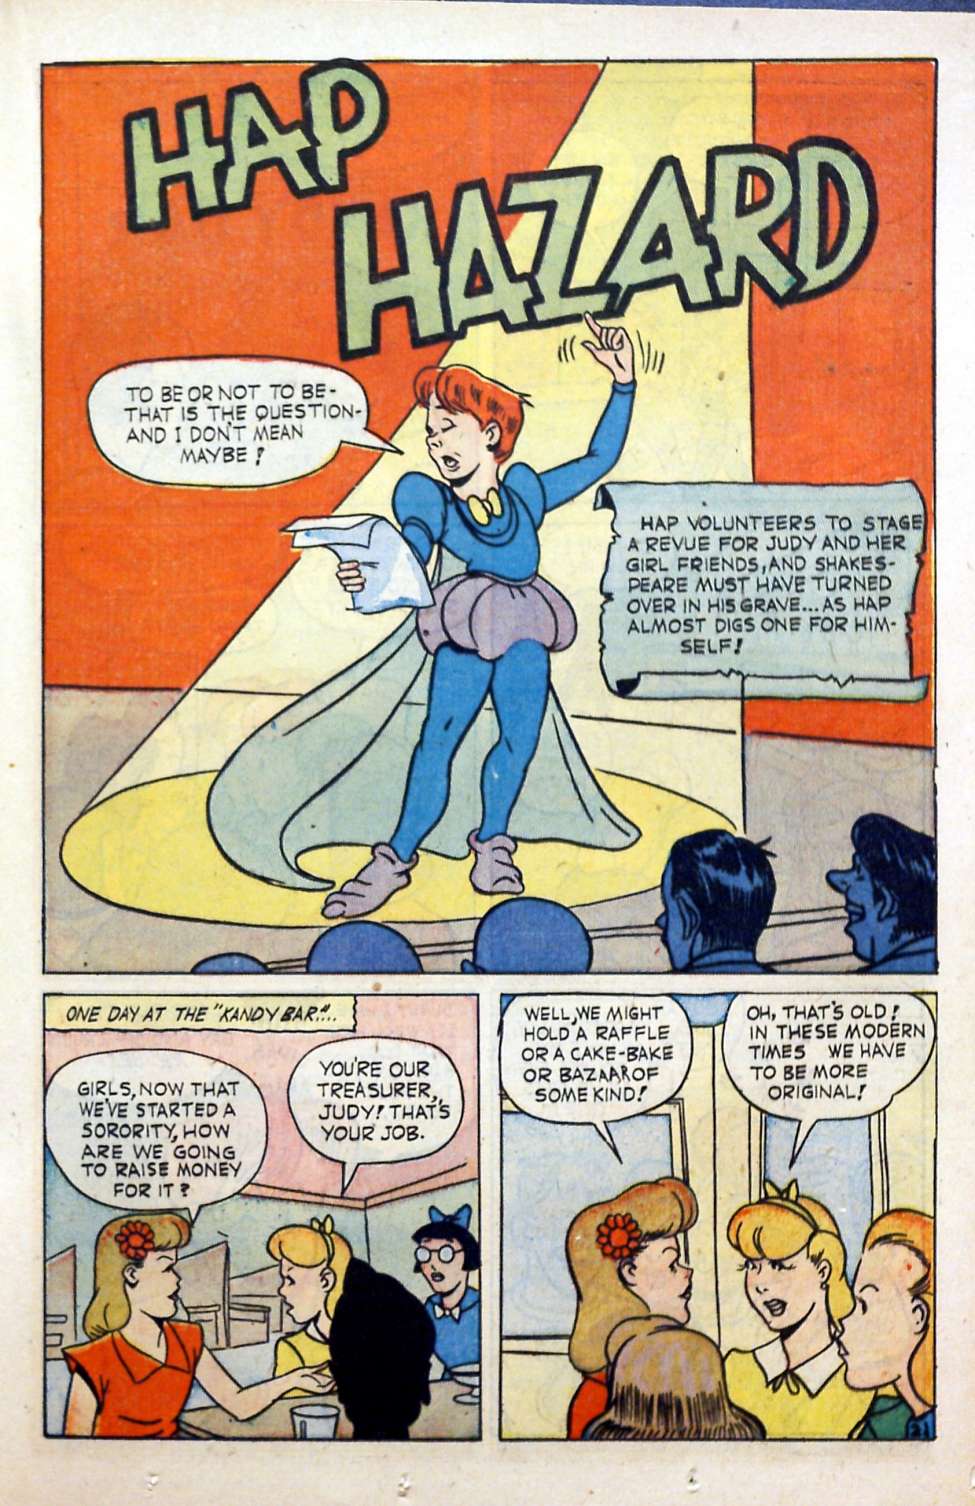 HAP
HAZARD
TO BE OR NOT TO BE-
THAT IS THE QUESTION-
AND I DON'T MEAN
MAYBE!
HAP VOLUNTEERS TO STAGE
A REVUE FOR JUDY AND HER
GIRL FRIENDS, AND SHAKES-
PEARE MUST HAVE TURNED
OVER IN HIS GRAVE... AS HAP
ALMOST DIGS ONE FOR HIM-
SELF!
ONE DAY AT THE "KANDY BAR"...
GIRLS, NOW THAT
WE'VE STARTED A
SORORITY, HOW
ARE WE GOING
TO RAISE MONEY
FOR IT?
YOU'RE OUR
TREASURER,
JUDY! THAT'S
YOUR JOB.
WELL, WE MIGHT
HOLD A RAFFLE
OR A CAKE-BAKE
OR BAZAAR OF
SOME KIND!
OH, THAT'S OLD!
IN THESE MODERN
TIMES WE HAVE
TO BE MORE
ORIGINAL!